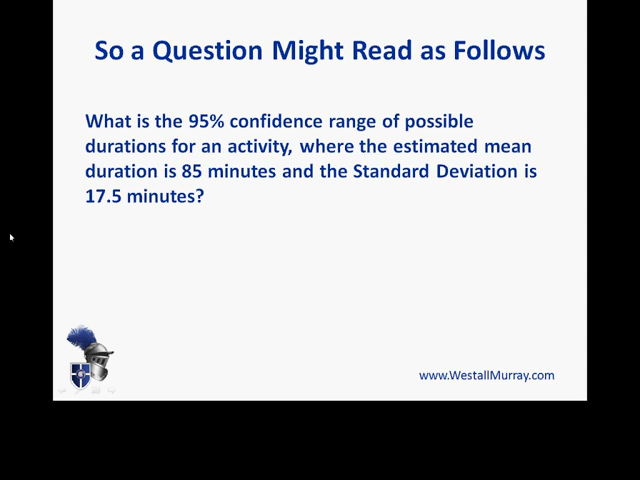 So a Question Might Read as Follows
What is the 95% confidence range of possible
durations for an activity, where the estimated mean
duration is 85 minutes and the Standard Deviation is
17.5 minutes?
www.WestallMurray.com